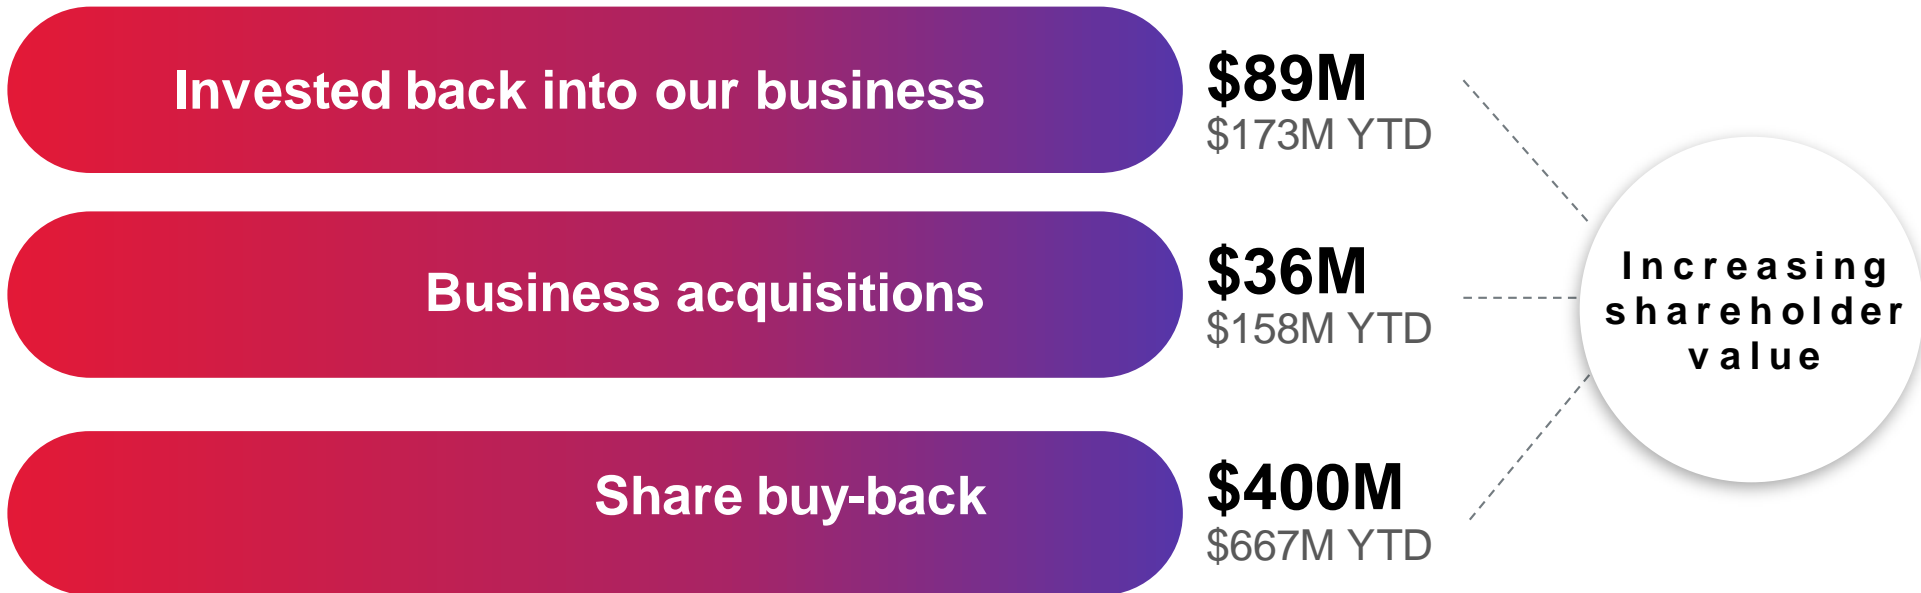 Invested back into our business
$89M
$173M YTD
Business acquisitions
$36M
$158M YTD
Share buy-back
$400M
$667M YTD
Increasing
shareholder
value